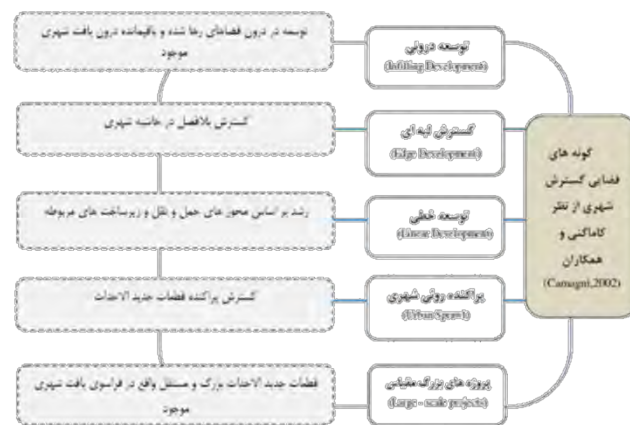 گونه های
فضایی گسترش
شهری از نظر
کاماگنی و
همکاران
(Camagni,2002)
توسعه درونی
(Infilling Development)
توسعه در درون فضاهای رها شده و باقیمانده درون بافت شهری
موجود
گسترش لبه ای
(Edge Development)
گسترش بلافصل در حاشیه شهری
توسعه خطی
(Linear Development)
رشد بر اساس محور های حمل و نقل و زیرساخت های مربوطه
پراکنده روئی شهری
(Urban Sprawl)
گسترش پراکنده قطعات جدید الاحداث
پروژه های بزرگ مقیاس
(Large - scale projects)
قطعات جدید الاحداث بزرگ و مستقل واقع در فراسوی بافت شهری
موجود